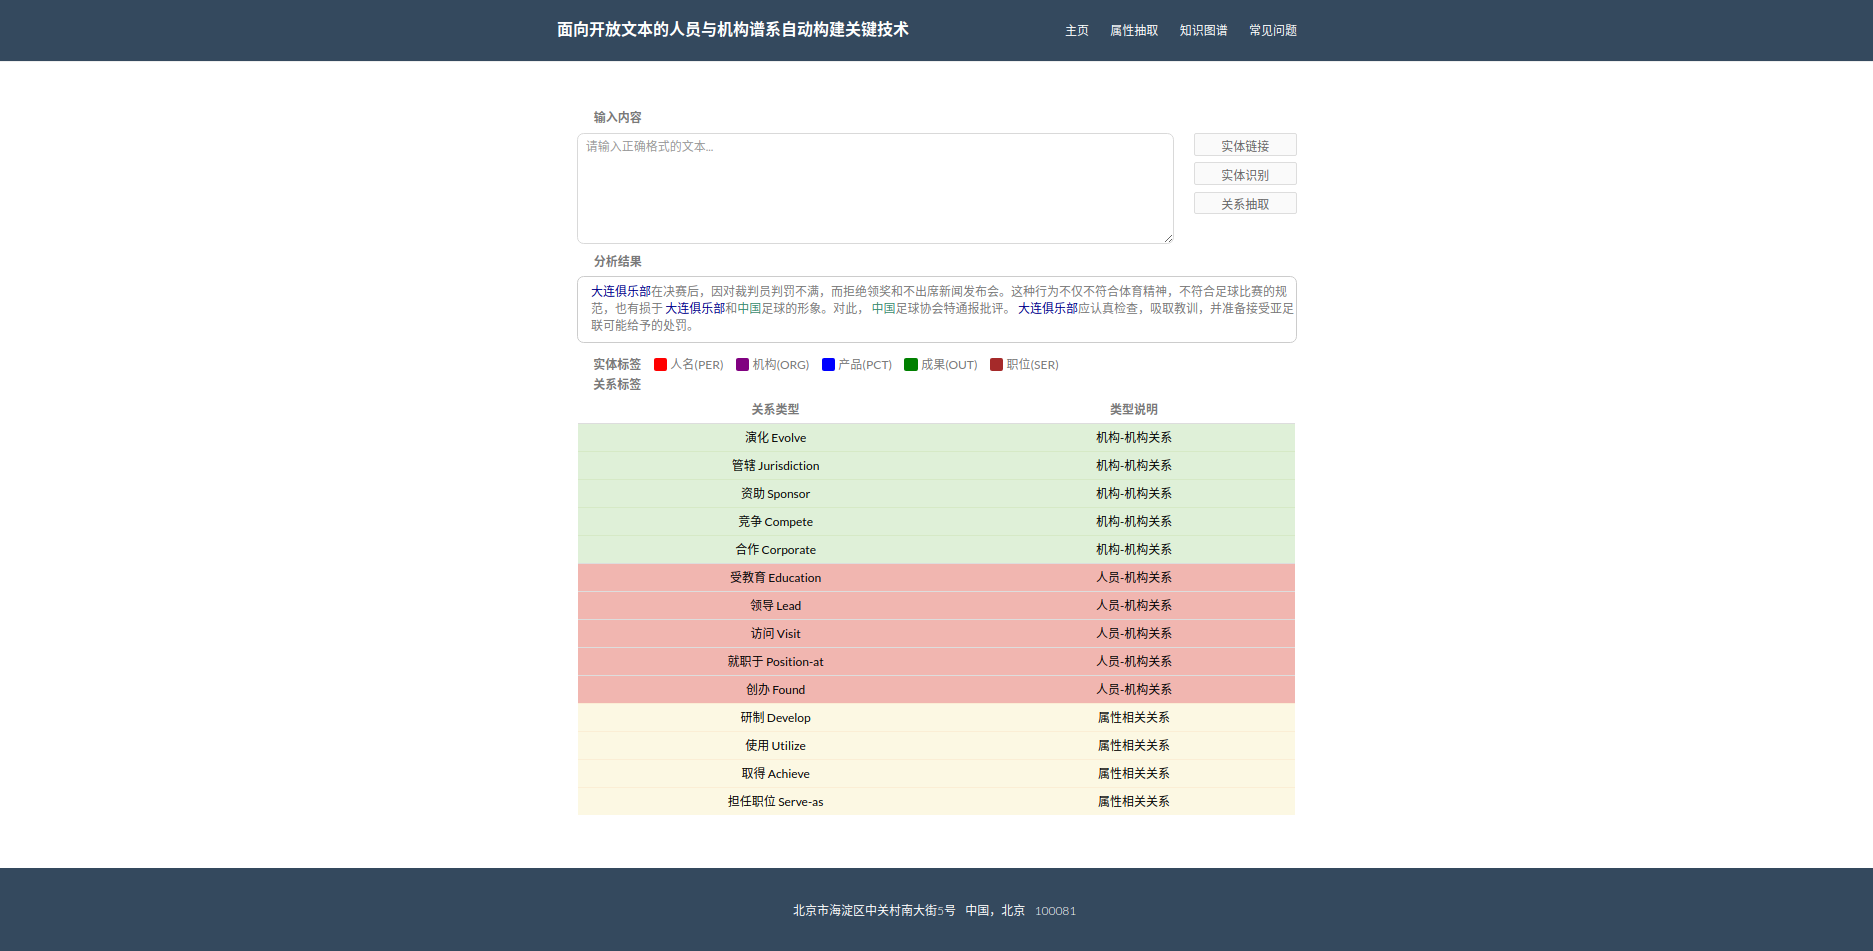 面向开放文本的人员与机构谱系自动构建关键技术 主页 属性抽取 知识图谱 常见问题
输入内容
请输入正确格式的文本... 实体链接
实体识别
关系抽取
分析结果
大连俱乐部在决赛后，因对裁判员判罚不满，而拒绝领奖和不出席新闻发布会。这种行为不仅不符合体育精神，不符合足球比赛的规
范，也有损于 大连俱乐部和中国足球的形象。对此， 中国足球协会特通报批评。 大连俱乐部应认真检查，吸取教训，并准备接受亚足
联可能给予的处罚。
实体标签 人名(PER) 机构(ORG) 产品(PCT) 成果(OUT) 职位(SER)
关系标签
关系类型 类型说明
演化 Evolve 机构-机构关系
管辖 Jurisdiction 机构-机构关系
资助 Sponsor 机构-机构关系
竞争 Compete 机构-机构关系
合作 Corporate 机构-机构关系
受教育 Education 人员-机构关系
领导 Lead 人员-机构关系
访问 Visit 人员-机构关系
就职于 Position-at 人员-机构关系
创办 Found 人员-机构关系
研制 Develop 属性相关关系
使用 Utilize 属性相关关系
取得 Achieve 属性相关关系
担任职位 Serve-as 属性相关关系
北京市海淀区中关村南大街5号 中国，北京 100081